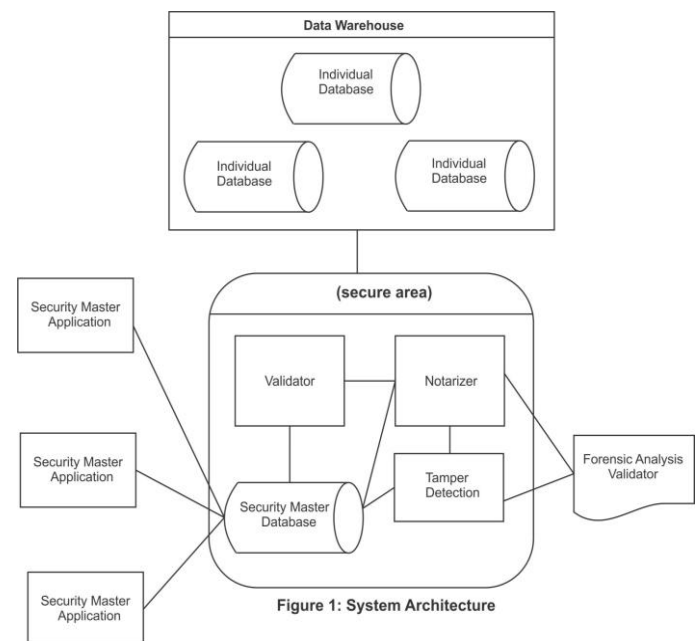 Data Warehouse
Individual
Database
Individual
Database
Individual
Database
(secure area)
Security Master
Application
Validator
Notarizer
Security Master
Application
Security Master
Database
Tamper
Detection
Forensic Analysis
Validator
Security Master
Application
Figure 1: System Architecture